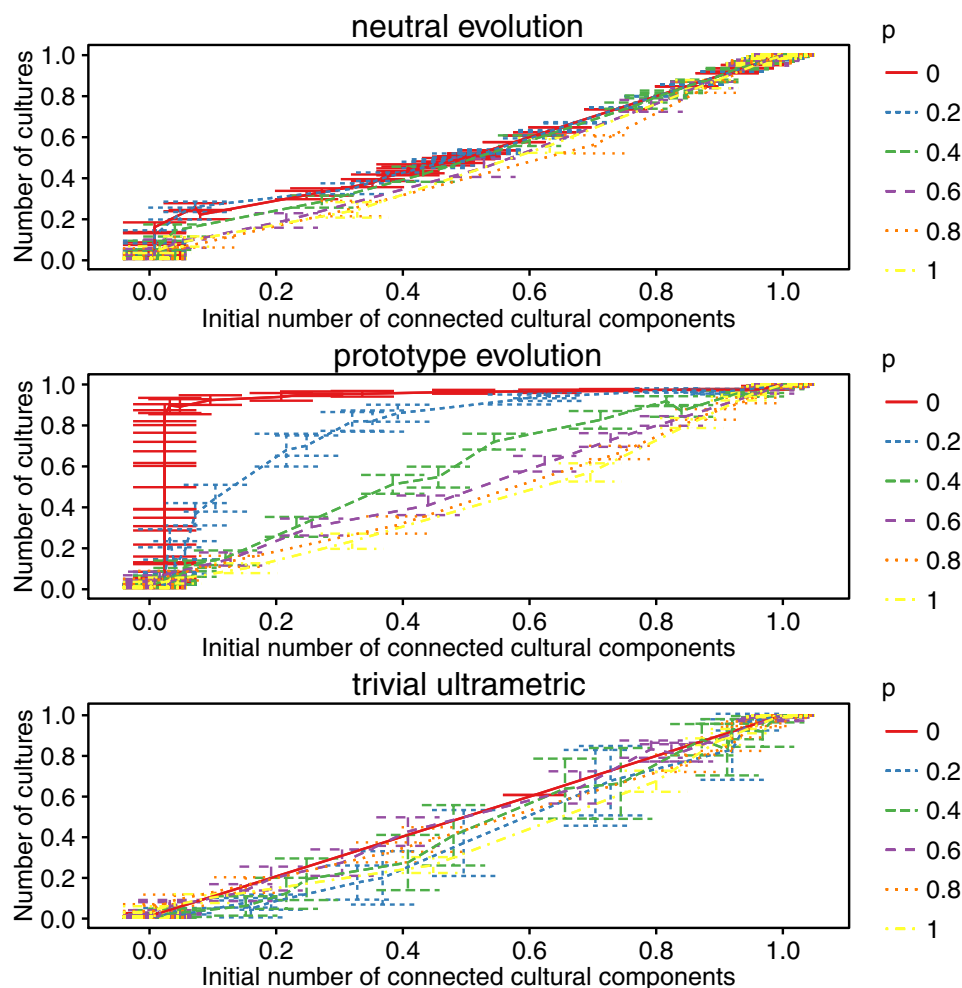 neutral evolution
Number of cultures
1.0
0.8
0.6
0.4
0.2
0.0
0.0 0.2 0.4 0.6 0.8 1.0
Initial number of connected cultural components
p
0
0.2
0.4
0.6
0.8
1
prototype evolution
Number of cultures
1.0
0.8
0.6
0.4
0.2
0.0
0.0 0.2 0.4 0.6 0.8 1.0
Initial number of connected cultural components
p
0
0.2
0.4
0.6
0.8
1
trivial ultrametric
Number of cultures
1.0
0.8
0.6
0.4
0.2
0.0
0.0 0.2 0.4 0.6 0.8 1.0
Initial number of connected cultural components
p
0
0.2
0.4
0.6
0.8
1